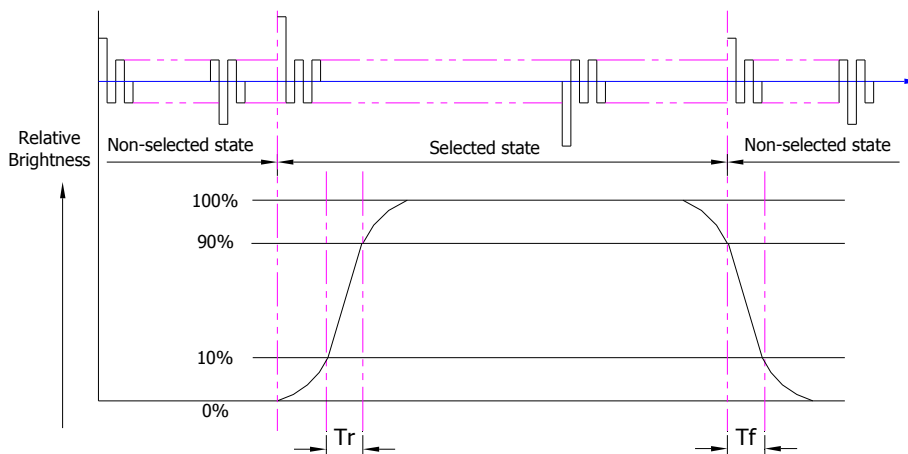 Relative
Brightness
Non-selected state
Selected state
Non-selected state
100%
90%
10%
0%
Tr
Tf